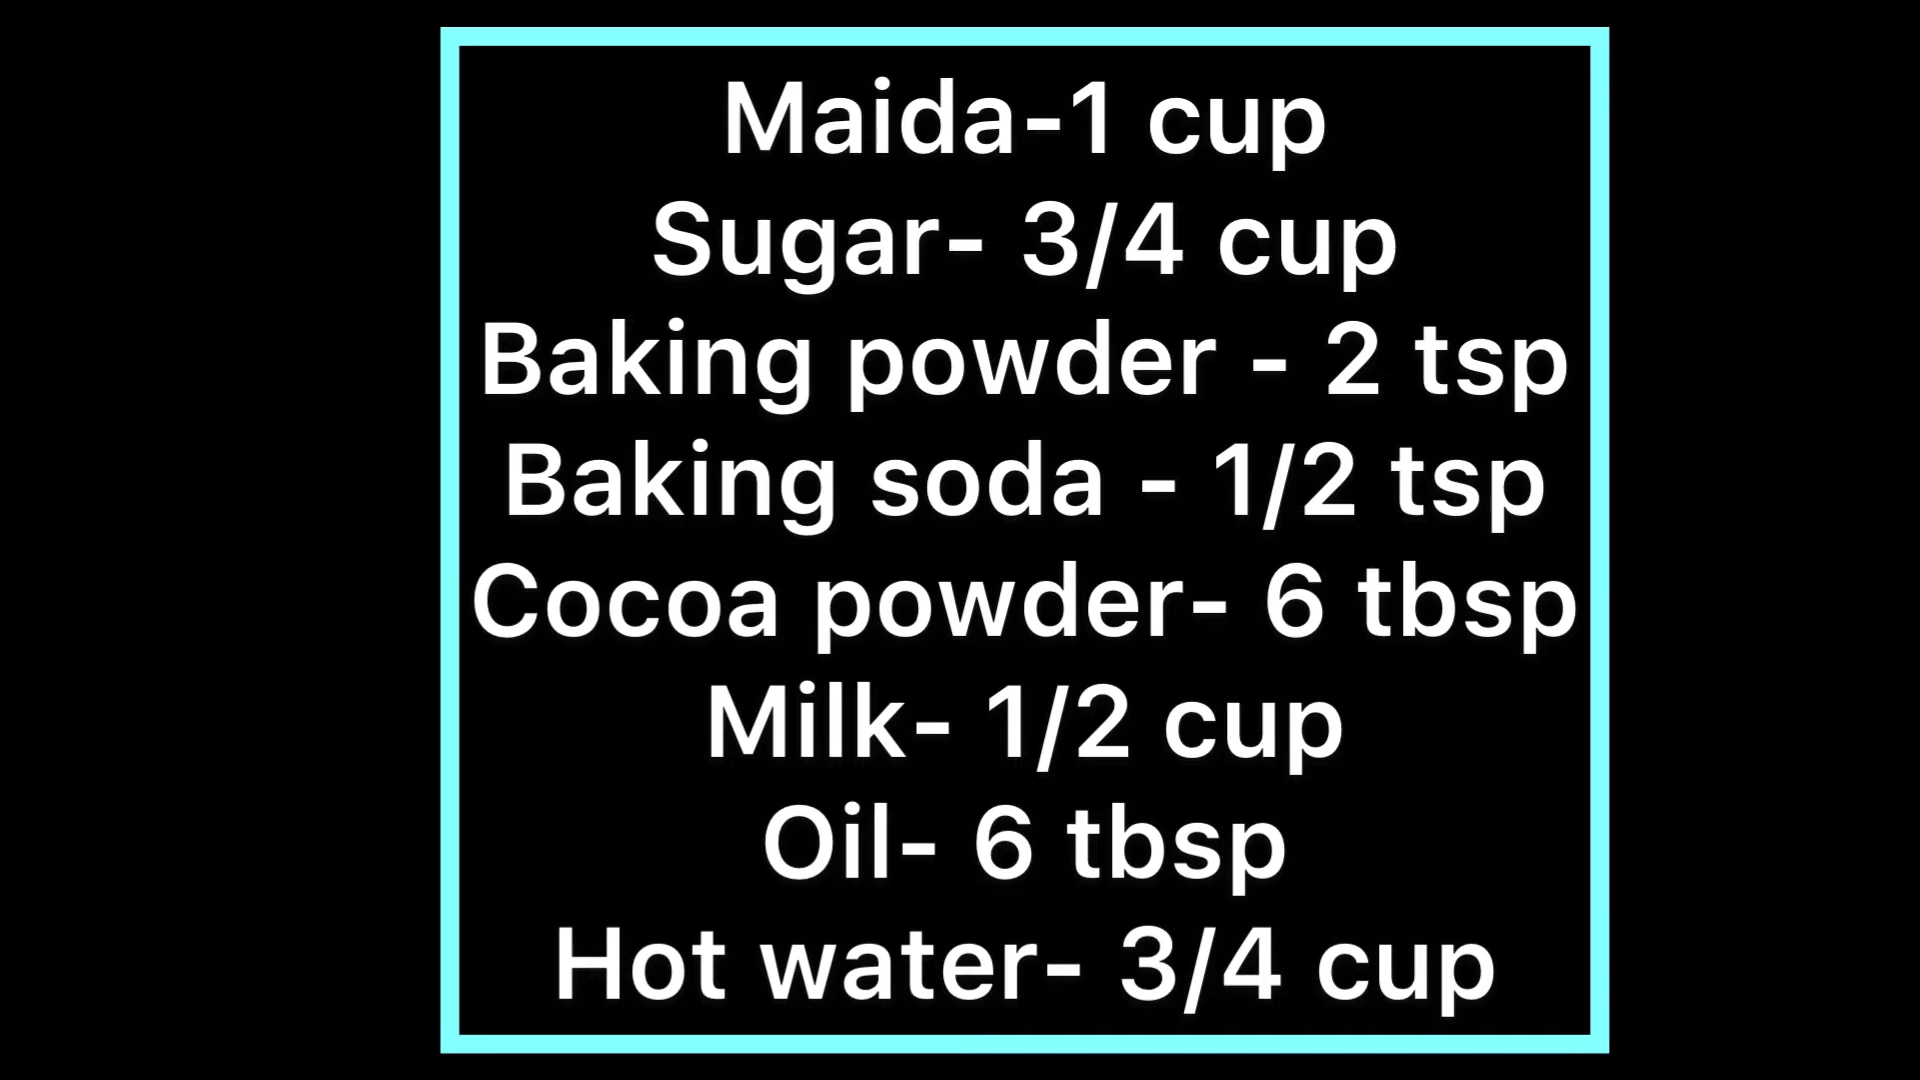 Maida-1 cup
Sugar- 3/4 cup
Baking powder - 2 tsp
Baking soda - 1/2 tsp
Cocoa powder- 6 tbsp
Milk- 1/2 cup
Oil- 6 tbsp
Hot water- 3/4 cup